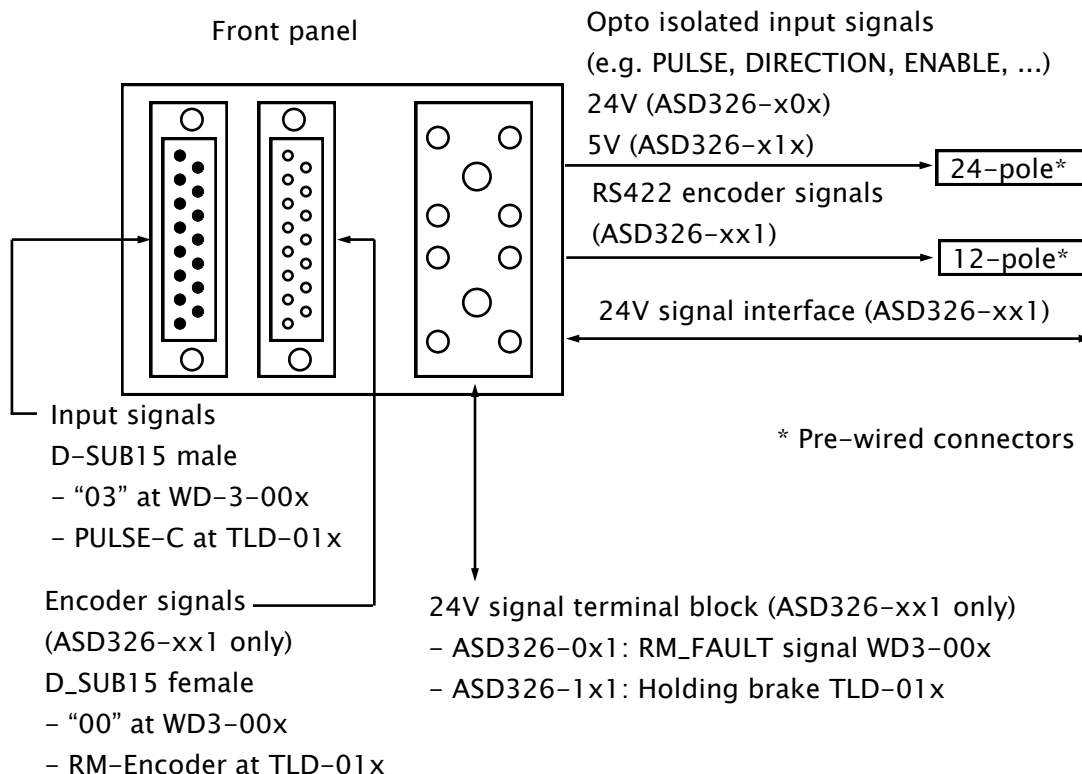 Front panel
Opto isolated input signals
(e.g. PULSE, DIRECTION, ENABLE, ...)
24V (ASD326-x0x)
5V (ASD326-x1x)
24-pole*
RS422 encoder signals
(ASD326-xx1)
12-pole*
24V signal interface (ASD326-xx1)
* Pre-wired connectors
Input signals
D-SUB15 male
- “03” at WD-3-00x
- PULSE-C at TLD-01x
Encoder signals
(ASD326-xx1 only)
D_SUB15 female
- “00” at WD3-00x
- RM-Encoder at TLD-01x
24V signal terminal block (ASD326-xx1 only)
- ASD326-0x1: RM_FAULT signal WD3-00x
- ASD326-1x1: Holding brake TLD-01x